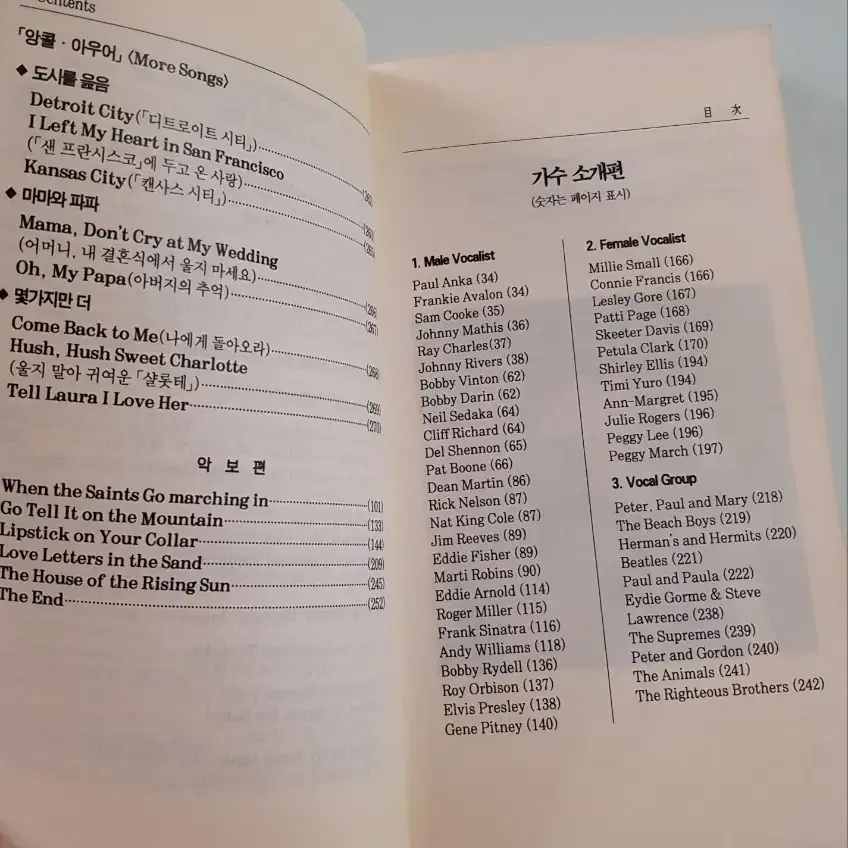 Contents
「앙콜·아우어」〈More Songs〉
◆ 도시를 읊음
Detroit City(「디트로이트 시티」)
I Left My Heart in San Francisco
(「샌 프란시스코」에 두고 온 사랑) (262)
Kansas City(「캔사스 시티」)
◆ 마마와 파파
Mama, Don't Cry at My Wedding
(어머니, 내 결혼식에서 울지 마세요) (266)
Oh, My Papa(아버지의 추억) (267)
◆ 몇가지만 더
Come Back to Me(나에게 돌아오라) (268)
Hush, Hush Sweet Charlotte
(울지 말아 귀여운 「샬롯테」) (269)
Tell Laura I Love Her (270)
악 보 편
When the Saints Go marching in (101)
Go Tell It on the Mountain (133)
Lipstick on Your Collar (144)
Love Letters in the Sand (209)
The House of the Rising Sun (245)
The End (252)
目 次
가수 소개편
(숫자는 페이지 표시)
1. Male Vocalist
Paul Anka (34)
Frankie Avalon (34)
Sam Cooke (35)
Johnny Mathis (36)
Ray Charles(37)
Johnny Rivers (38)
Bobby Vinton (62)
Bobby Darin (62)
Neil Sedaka (64)
Cliff Richard (64)
Del Shennon (65)
Pat Boone (66)
Dean Martin (86)
Rick Nelson (87)
Nat King Cole (87)
Jim Reeves (89)
Eddie Fisher (89)
Marti Robins (90)
Eddie Arnold (114)
Roger Miller (115)
Frank Sinatra (116)
Andy Williams (118)
Bobby Rydell (136)
Roy Orbison (137)
Elvis Presley (138)
Gene Pitney (140)
2. Female Vocalist
Millie Small (166)
Connie Francis (166)
Lesley Gore (167)
Patti Page (168)
Skeeter Davis (169)
Petula Clark (170)
Shirley Ellis (194)
Timi Yuro (194)
Ann-Margret (195)
Julie Rogers (196)
Peggy Lee (196)
Peggy March (197)
3. Vocal Group
Peter, Paul and Mary (218)
The Beach Boys (219)
Herman's and Hermits (220)
Beatles (221)
Paul and Paula (222)
Eydie Gorme & Steve
Lawrence (238)
The Supremes (239)
Peter and Gordon (240)
The Animals (241)
The Righteous Brothers (242)